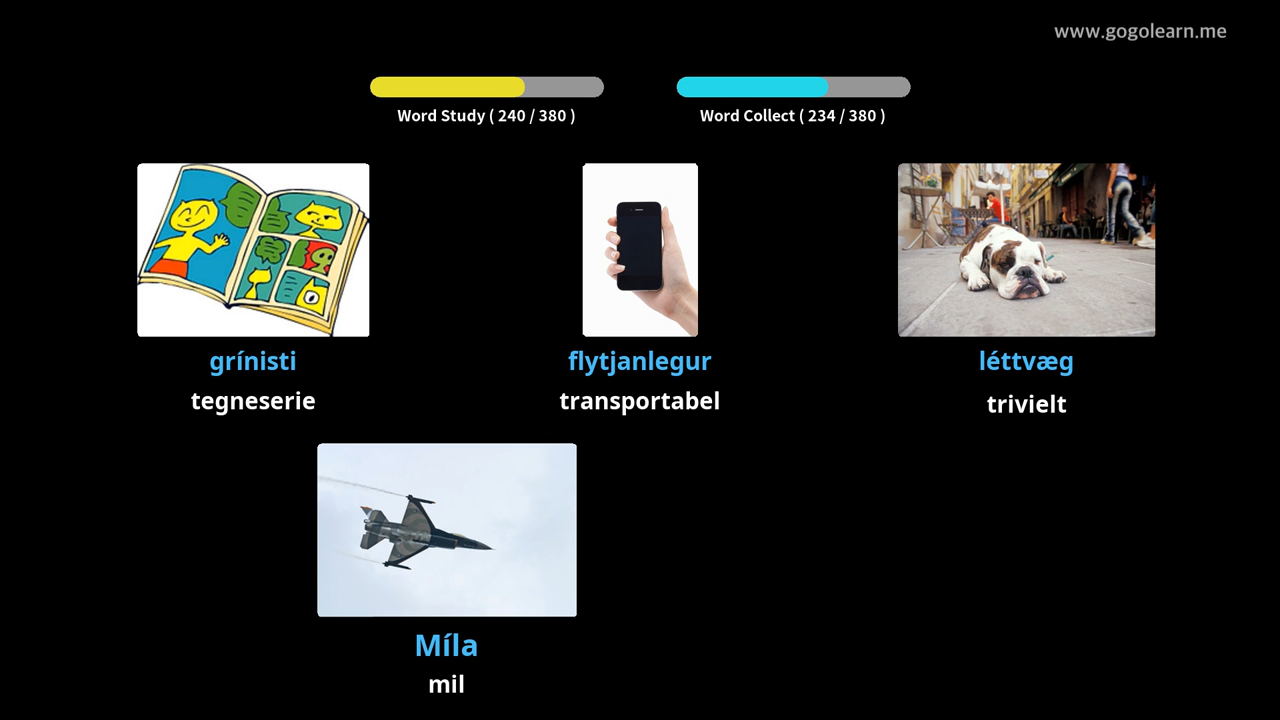 www.gogolearn.me
Word Study ( 240 / 380 )
Word Collect ( 234 / 380 )
grínisti
flytjanlegur
léttvæg
tegneserie
transportabel
trivielt
Míla
mil